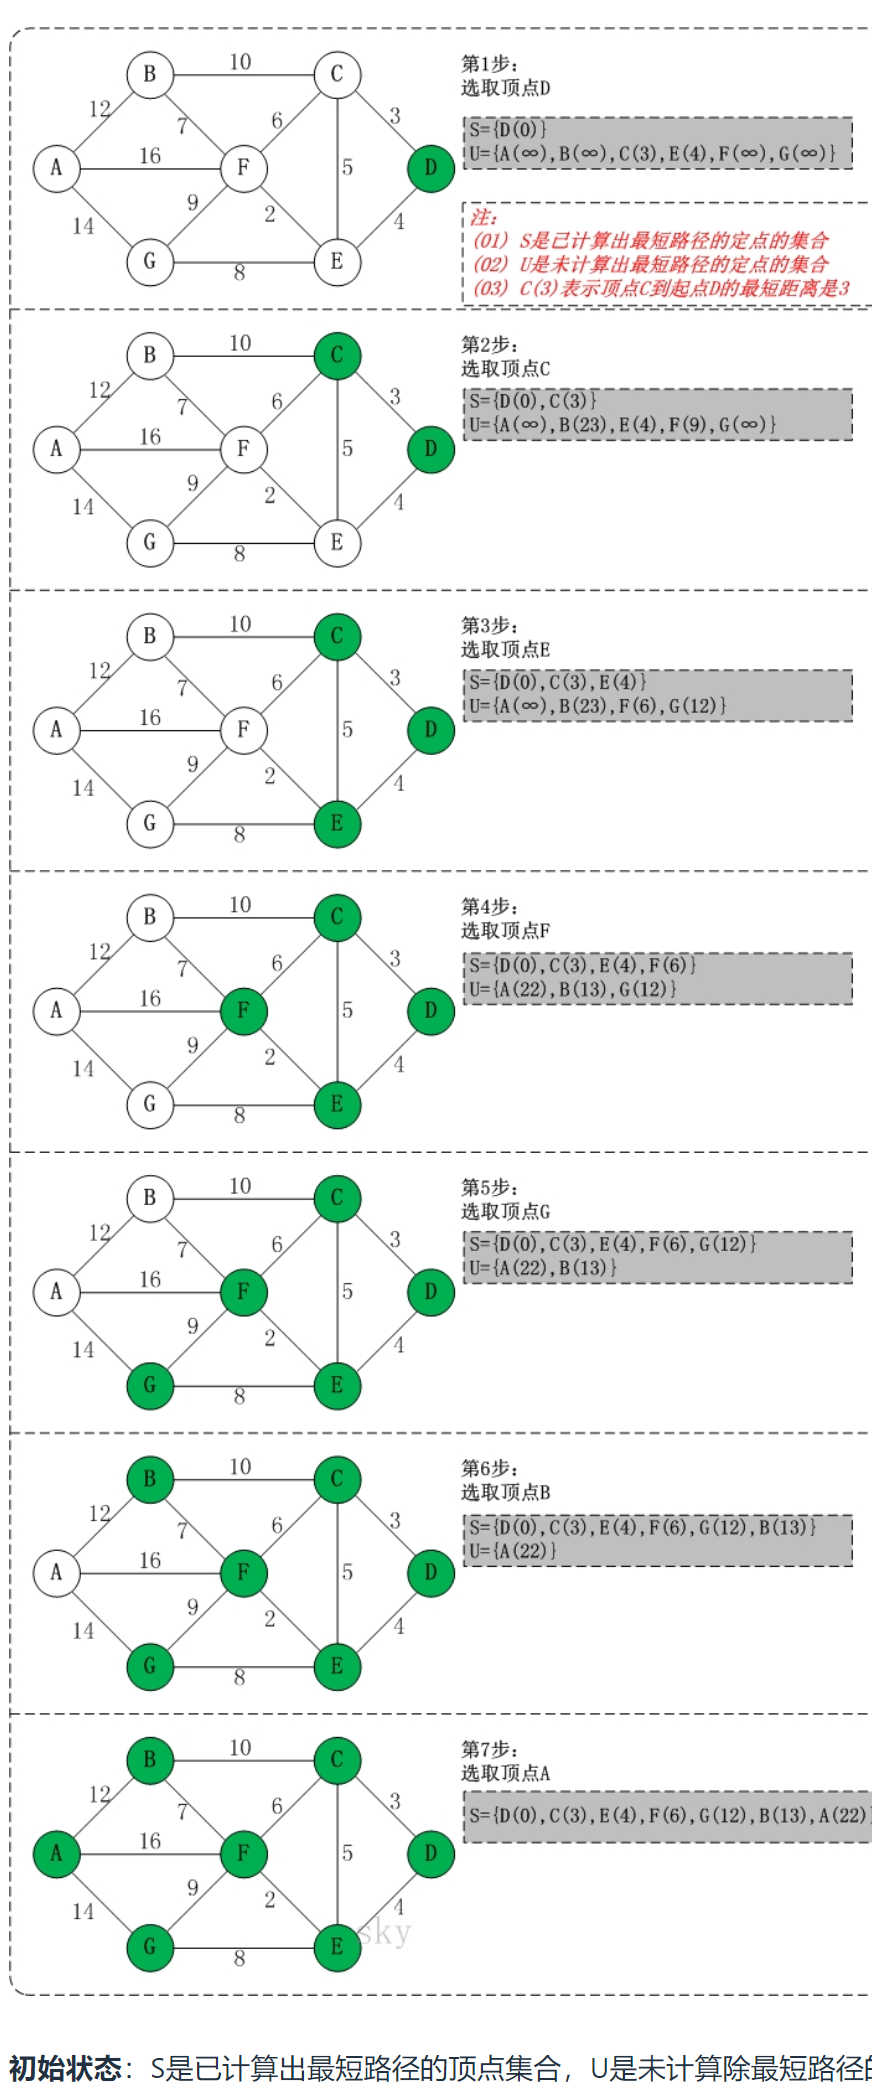 B 10 C
12 7 6 3
A 16 F 5 D
14 9 2 4
G 8 E
第1步:
选取顶点D
S={D(0)}
U={A(∞),B(∞),C(3),E(4),F(∞),G(∞)}
注:
(01) S是已计算出最短路径的定点的集合
(02) U是未计算出最短路径的定点的集合
(03) C(3)表示顶点C到起点D的最短距离是3
B 10 C
12 7 6 3
A 16 F 5 D
14 9 2 4
G 8 E
第2步:
选取顶点C
S={D(0),C(3)}
U={A(∞),B(23),E(4),F(9),G(∞)}
B 10 C
12 7 6 3
A 16 F 5 D
14 9 2 4
G 8 E
第3步:
选取顶点E
S={D(0),C(3),E(4)}
U={A(∞),B(23),F(6),G(12)}
B 10 C
12 7 6 3
A 16 F 5 D
14 9 2 4
G 8 E
第4步:
选取顶点F
S={D(0),C(3),E(4),F(6)}
U={A(22),B(13),G(12)}
B 10 C
12 7 6 3
A 16 F 5 D
14 9 2 4
G 8 E
第5步:
选取顶点G
S={D(0),C(3),E(4),F(6),G(12)}
U={A(22),B(13)}
B 10 C
12 7 6 3
A 16 F 5 D
14 9 2 4
G 8 E
第6步:
选取顶点B
S={D(0),C(3),E(4),F(6),G(12),B(13)}
U={A(22)}
B 10 C
12 7 6 3
A 16 F 5 D
14 9 2 4
G 8 E
sky
第7步:
选取顶点A
S={D(0),C(3),E(4),F(6),G(12),B(13),A(22)}
初始状态：S是已计算出最短路径的顶点集合，U是未计算除最短路径的